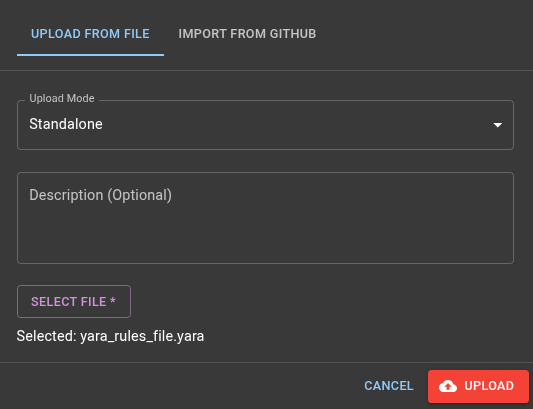 UPLOAD FROM FILE IMPORT FROM GITHUB
Upload Mode
Standalone
Description (Optional)
SELECT FILE *
Selected: yara_rules_file.yara
CANCEL UPLOAD